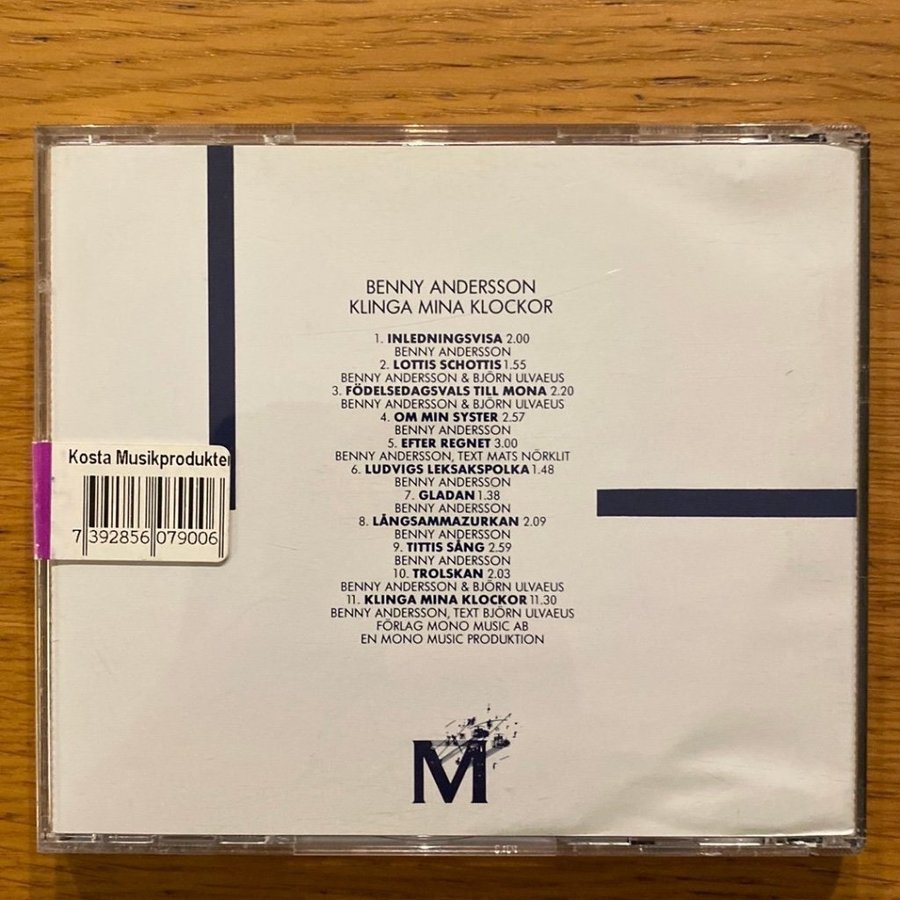 BENNY ANDERSSON
KLINGA MINA KLOCKOR
1. INLEDNINGSVISA 2.00
BENNY ANDERSSON
2. LOTTIS SCHOTTIS 1.55
BENNY ANDERSSON & BJÖRN ULVAEUS
3. FÖDELSEDAGSVALS TILL MONA 2.20
BENNY ANDERSSON & BJÖRN ULVAEUS
4. OM MIN SYSTER 2.57
BENNY ANDERSSON
5. EFTER REGNET 3.00
BENNY ANDERSSON, TEXT MATS NÖRKLIT
6. LUDVIGS LEKSAKSPOLKA 1.48
BENNY ANDERSSON
7. GLADAN 1.38
BENNY ANDERSSON
8. LÅNGSAMMAZURKAN 2.09
BENNY ANDERSSON
9. TITTIS SÅNG 2.59
BENNY ANDERSSON
10. TROLSKAN 2.03
BENNY ANDERSSON & BJÖRN ULVAEUS
11. KLINGA MINA KLOCKOR 11.30
BENNY ANDERSSON, TEXT BJÖRN ULVAEUS
FÖRLAG MONO MUSIC AB
EN MONO MUSIC PRODUKTION
Kosta Musikprodukter
7 392856 079006
M